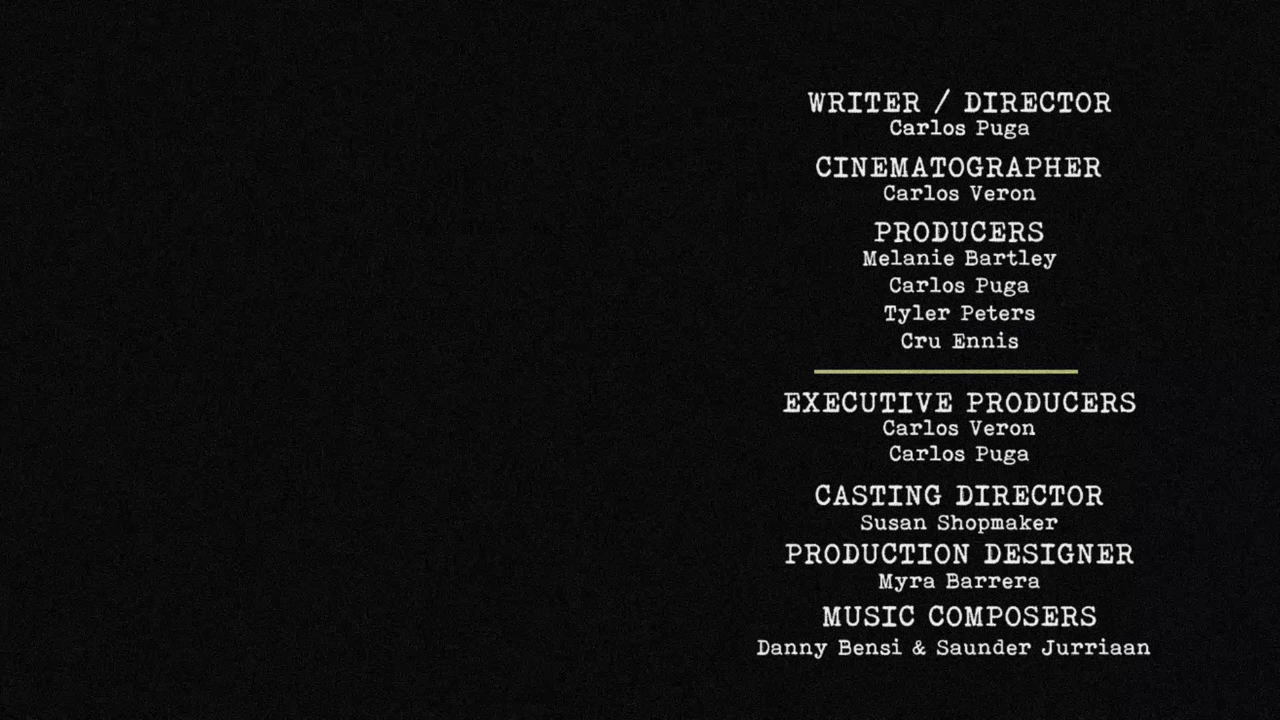 WRITER / DIRECTOR
Carlos Puga
CINEMATOGRAPHER
Carlos Veron
PRODUCERS
Melanie Bartley
Carlos Puga
Tyler Peters
Cru Ennis
EXECUTIVE PRODUCERS
Carlos Veron
Carlos Puga
CASTING DIRECTOR
Susan Shopmaker
PRODUCTION DESIGNER
Myra Barrera
MUSIC COMPOSERS
Danny Bensi & Saunder Jurriaan